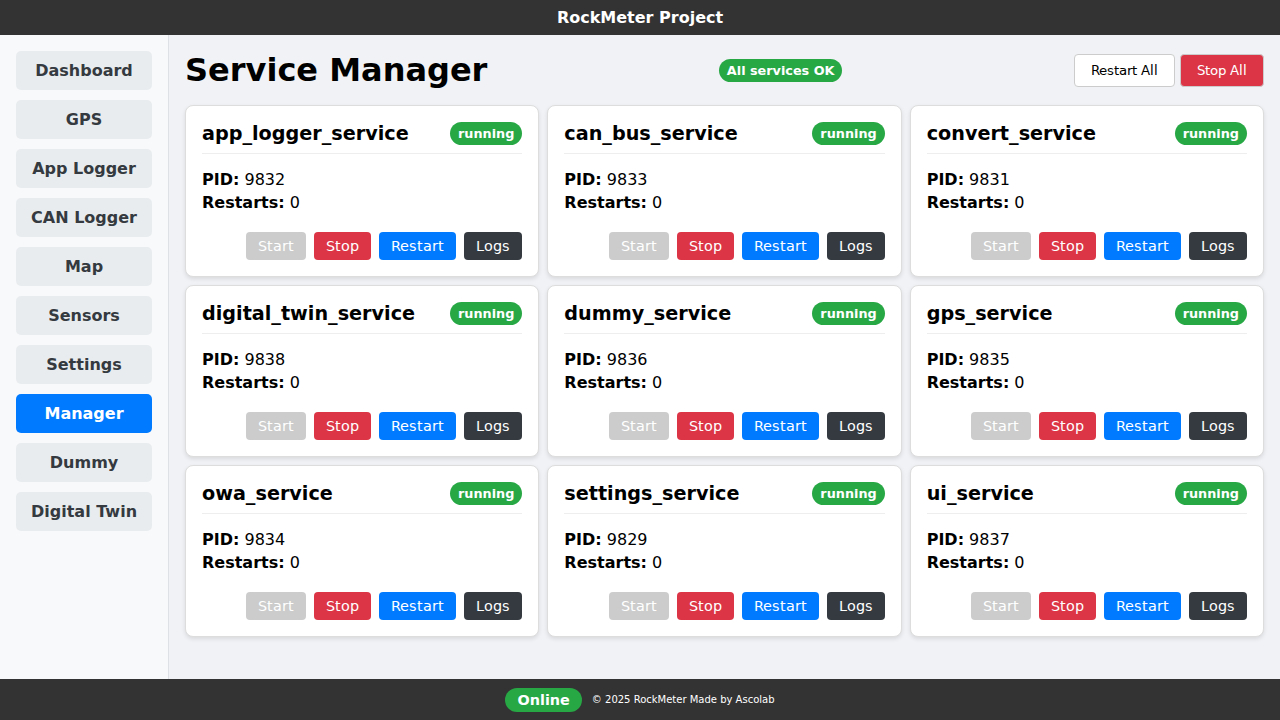 RockMeter Project
Dashboard
GPS
App Logger
CAN Logger
Map
Sensors
Settings
Manager
Dummy
Digital Twin
Service Manager
All services OK
Restart All
Stop All
app_logger_service
running
PID: 9832
Restarts: 0
Start
Stop
Restart
Logs
can_bus_service
running
PID: 9833
Restarts: 0
Start
Stop
Restart
Logs
convert_service
running
PID: 9831
Restarts: 0
Start
Stop
Restart
Logs
digital_twin_service
running
PID: 9838
Restarts: 0
Start
Stop
Restart
Logs
dummy_service
running
PID: 9836
Restarts: 0
Start
Stop
Restart
Logs
gps_service
running
PID: 9835
Restarts: 0
Start
Stop
Restart
Logs
owa_service
running
PID: 9834
Restarts: 0
Start
Stop
Restart
Logs
settings_service
running
PID: 9829
Restarts: 0
Start
Stop
Restart
Logs
ui_service
running
PID: 9837
Restarts: 0
Start
Stop
Restart
Logs
Online
© 2025 RockMeter Made by Ascolab